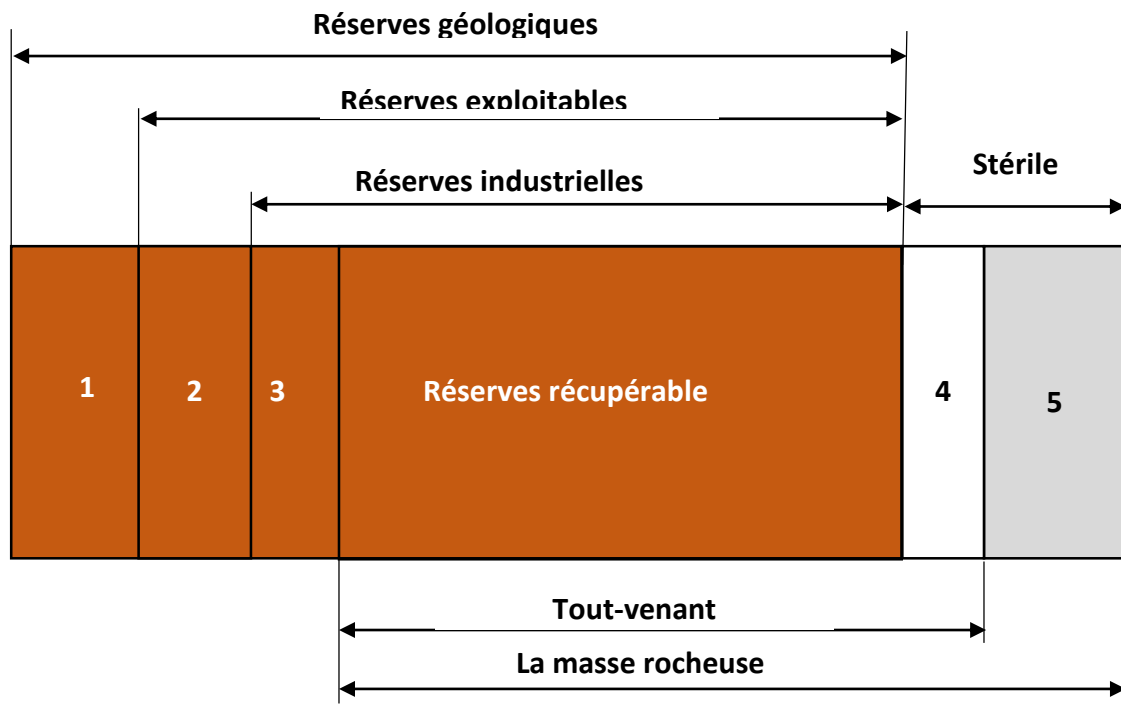 Réserves géologiques
Réserves exploitables
Stérile
Réserves industrielles
1
2
3
Réserves récupérable
4
5
Tout-venant
La masse rocheuse